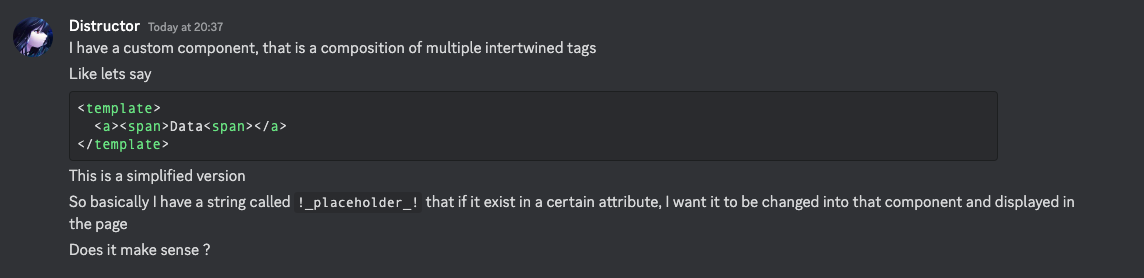 Distructor Today at 20:37
I have a custom component, that is a composition of multiple intertwined tags
Like lets say
<template>
<a><span>Data<span></a>
</template>
This is a simplified version
So basically I have a string called !_placeholder_! that if it exist in a certain attribute, I want it to be changed into that component and displayed in
the page
Does it make sense ?